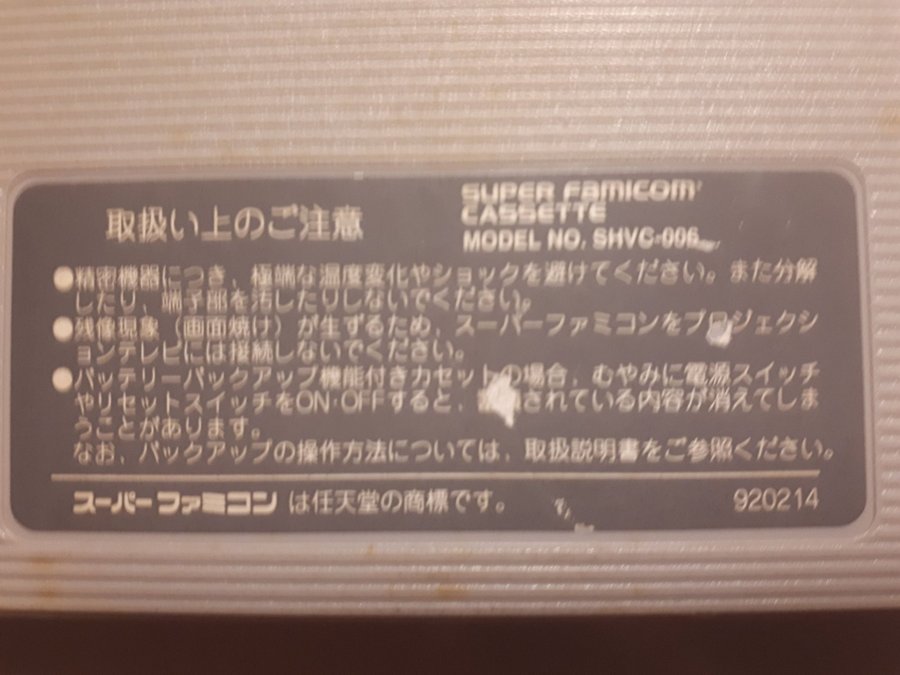 取扱い上のご注意
SUPER FAMICOM
CASSETTE
MODEL NO. SHVC-006
●精密機器につき、極端な温度変化やショックを避けてください。また分解
したり、端子部を汚したりしないでください。
●残像現象（画面焼け）が生ずるため、スーパーファミコンをプロジェクシ
ョンテレビには接続しないでください。
●バッテリーバックアップ機能付きカセットの場合、むやみに電源スイッチ
やリセットスイッチをON・OFFすると、されている内容が消えてしま
うことがあります。
なお、バックアップの操作方法については、取扱説明書をご参照ください。
スーパーファミコン は任天堂の商標です。
920214